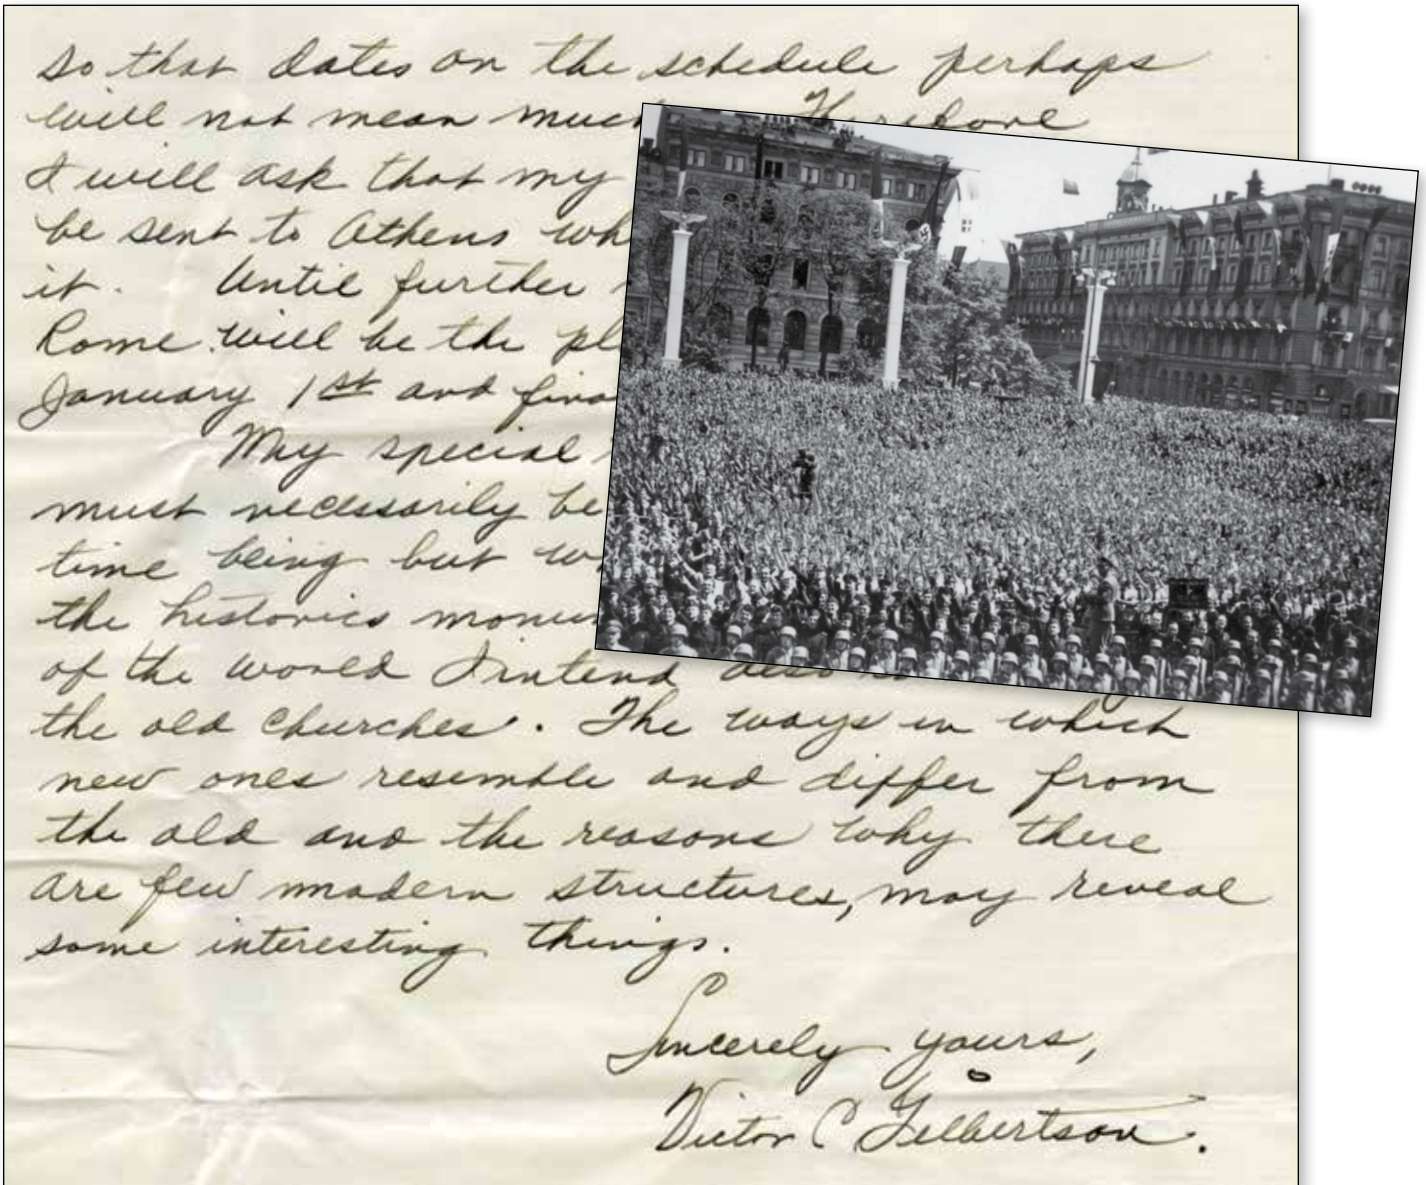 so that dates on the schedule perhaps
will not mean much Therefore
I will ask that my
be sent to Athens
it. Until further
Rome will be the
January 1st and
My special
must necessarily be
time being but
the historics
of the world I intend also
the old churches. The ways in which
new ones resemble and differ from
the old and the reasons why there
are few modern structures, may reveal
some interesting things.
Sincerely yours,
Victor C Gilbertson.